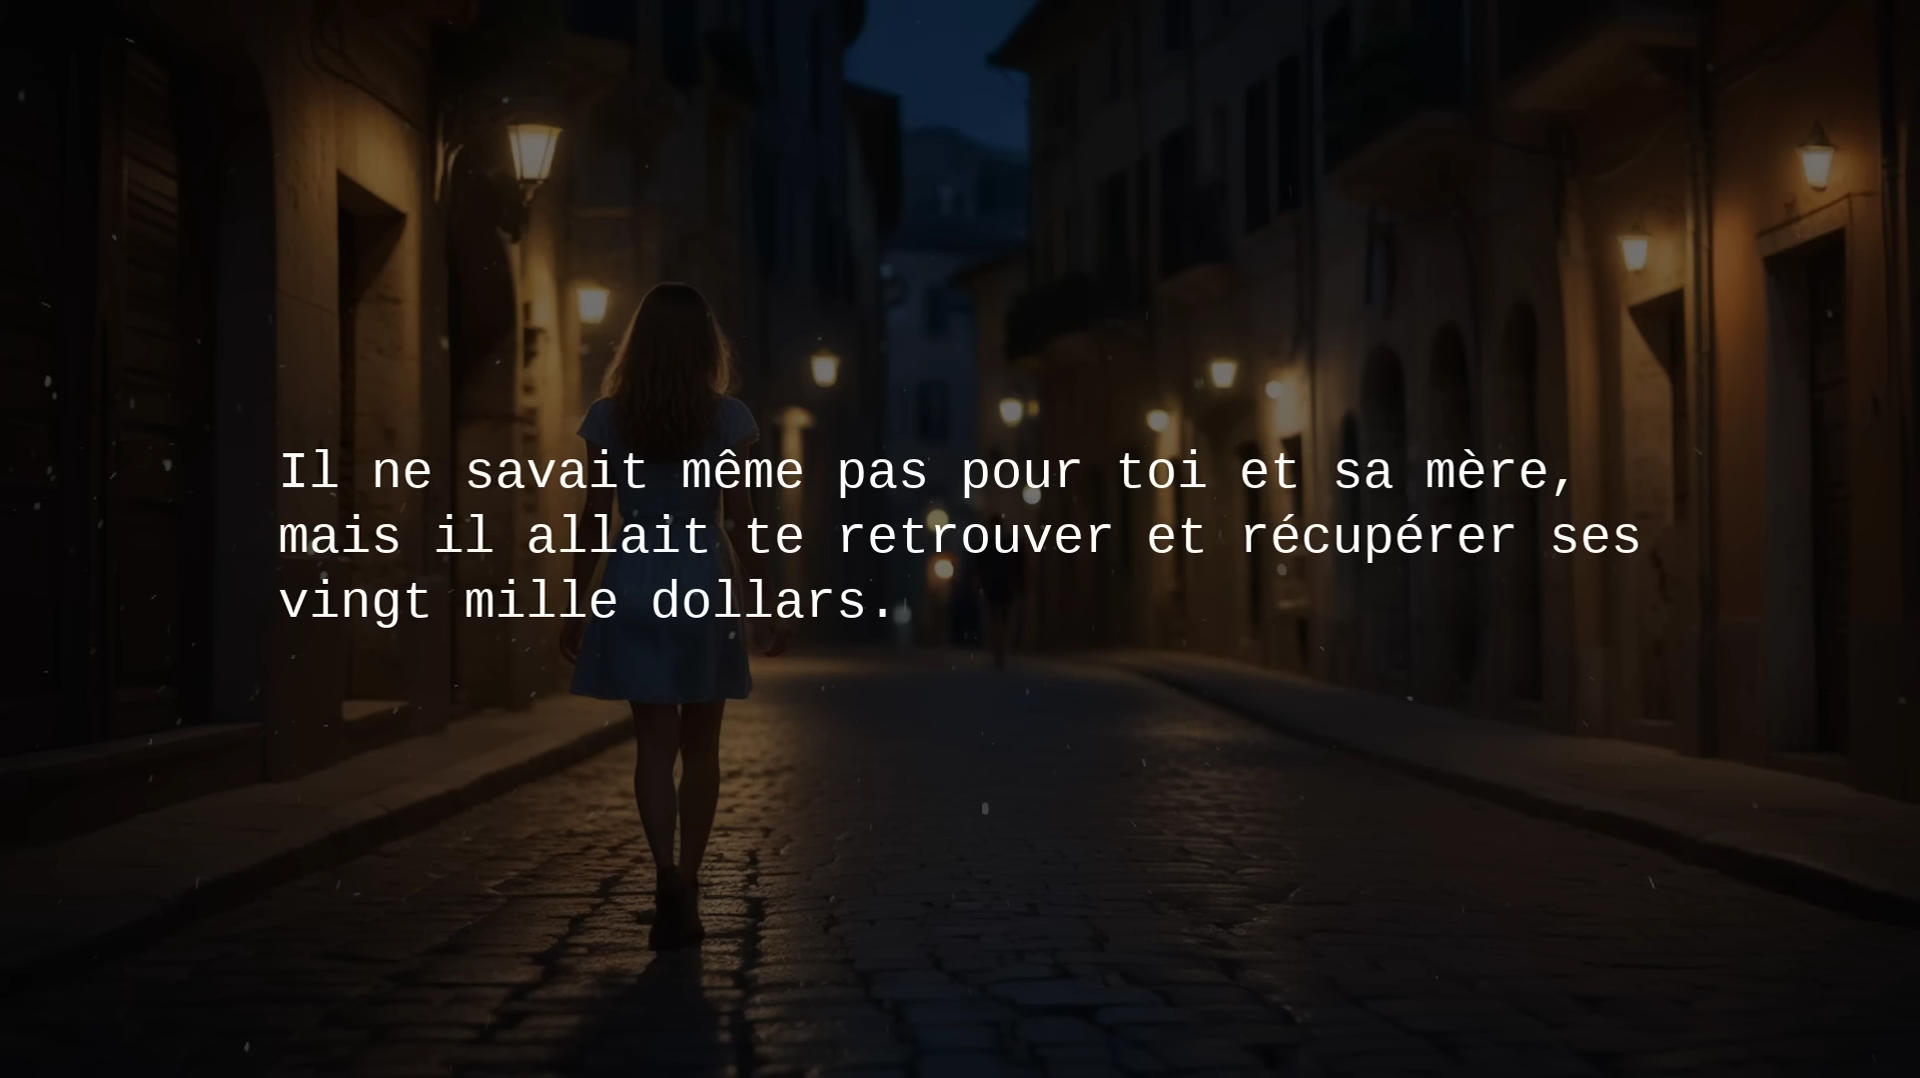 Il ne savait même pas pour toi et sa mère,
mais il allait te retrouver et récupérer ses
vingt mille dollars.